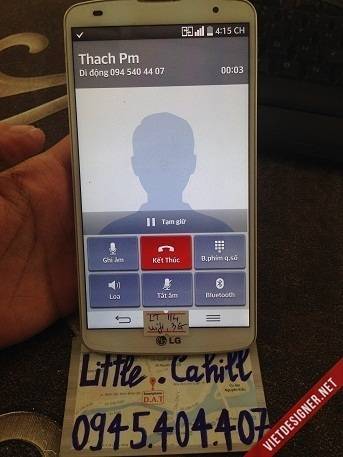 4:15 CH
Thach Pm
Di động 094 540 44 07
00:03
Tạm giữ
Ghi âm
Kết Thúc
B.phím q.số
Loa
Tắt âm
Bluetooth
LG
Little.Cahill
D.A.T
0945.404.407
VIETDESIGNER.NET